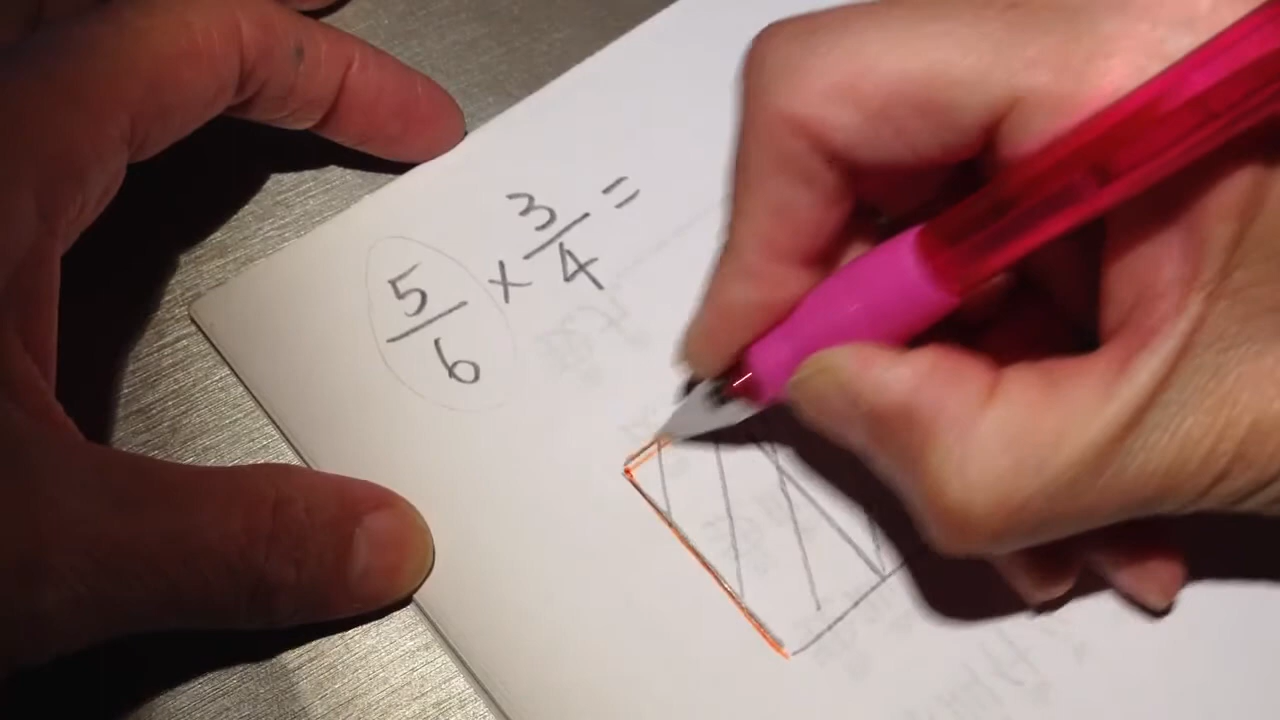 5/6 × 3/4 =